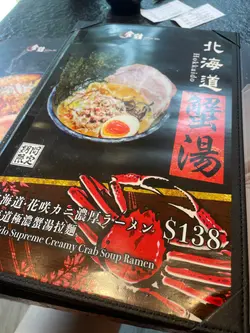 北海道
Hokkaido
蟹湯
期間
限定
海道・花咲カニ濃厚ラーメン
道極濃蟹湯拉麵
do Supreme Creamy Crab Soup Ramen
$138